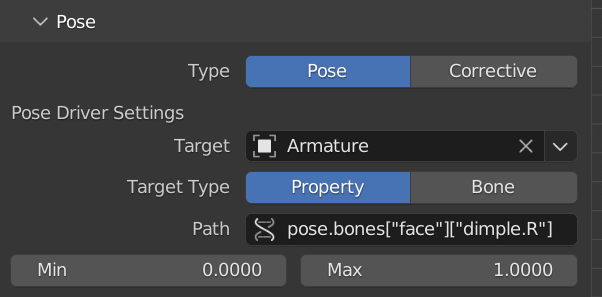 Pose
Type Pose Corrective
Pose Driver Settings
Target Armature
Target Type Property Bone
Path pose.bones["face"]["dimple.R"]
Min 0.0000 Max 1.0000